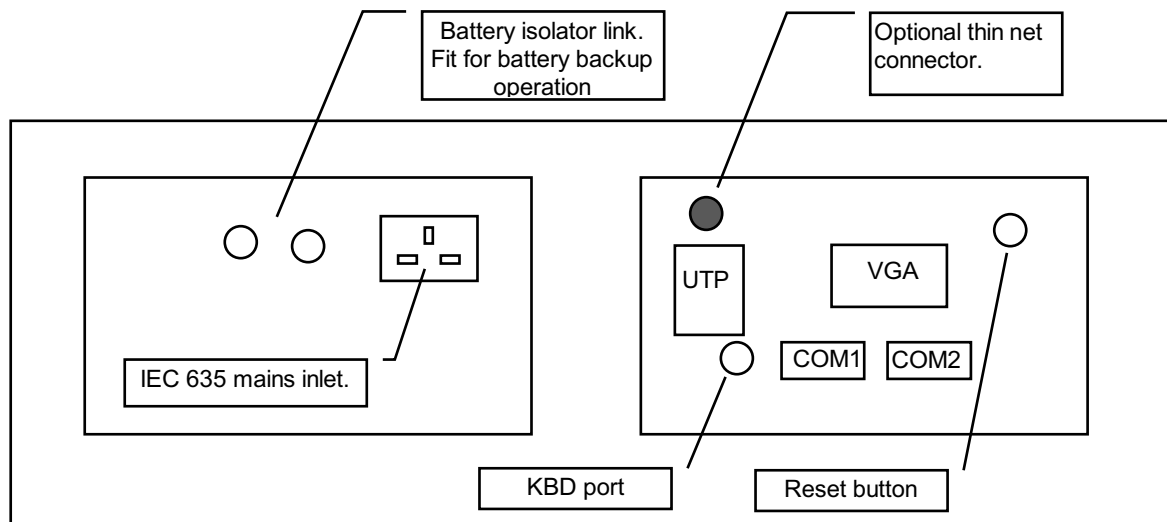 Battery isolator link.
Fit for battery backup
operation
Optional thin net
connector.
UTP
VGA
COM1
COM2
IEC 635 mains inlet.
KBD port
Reset button